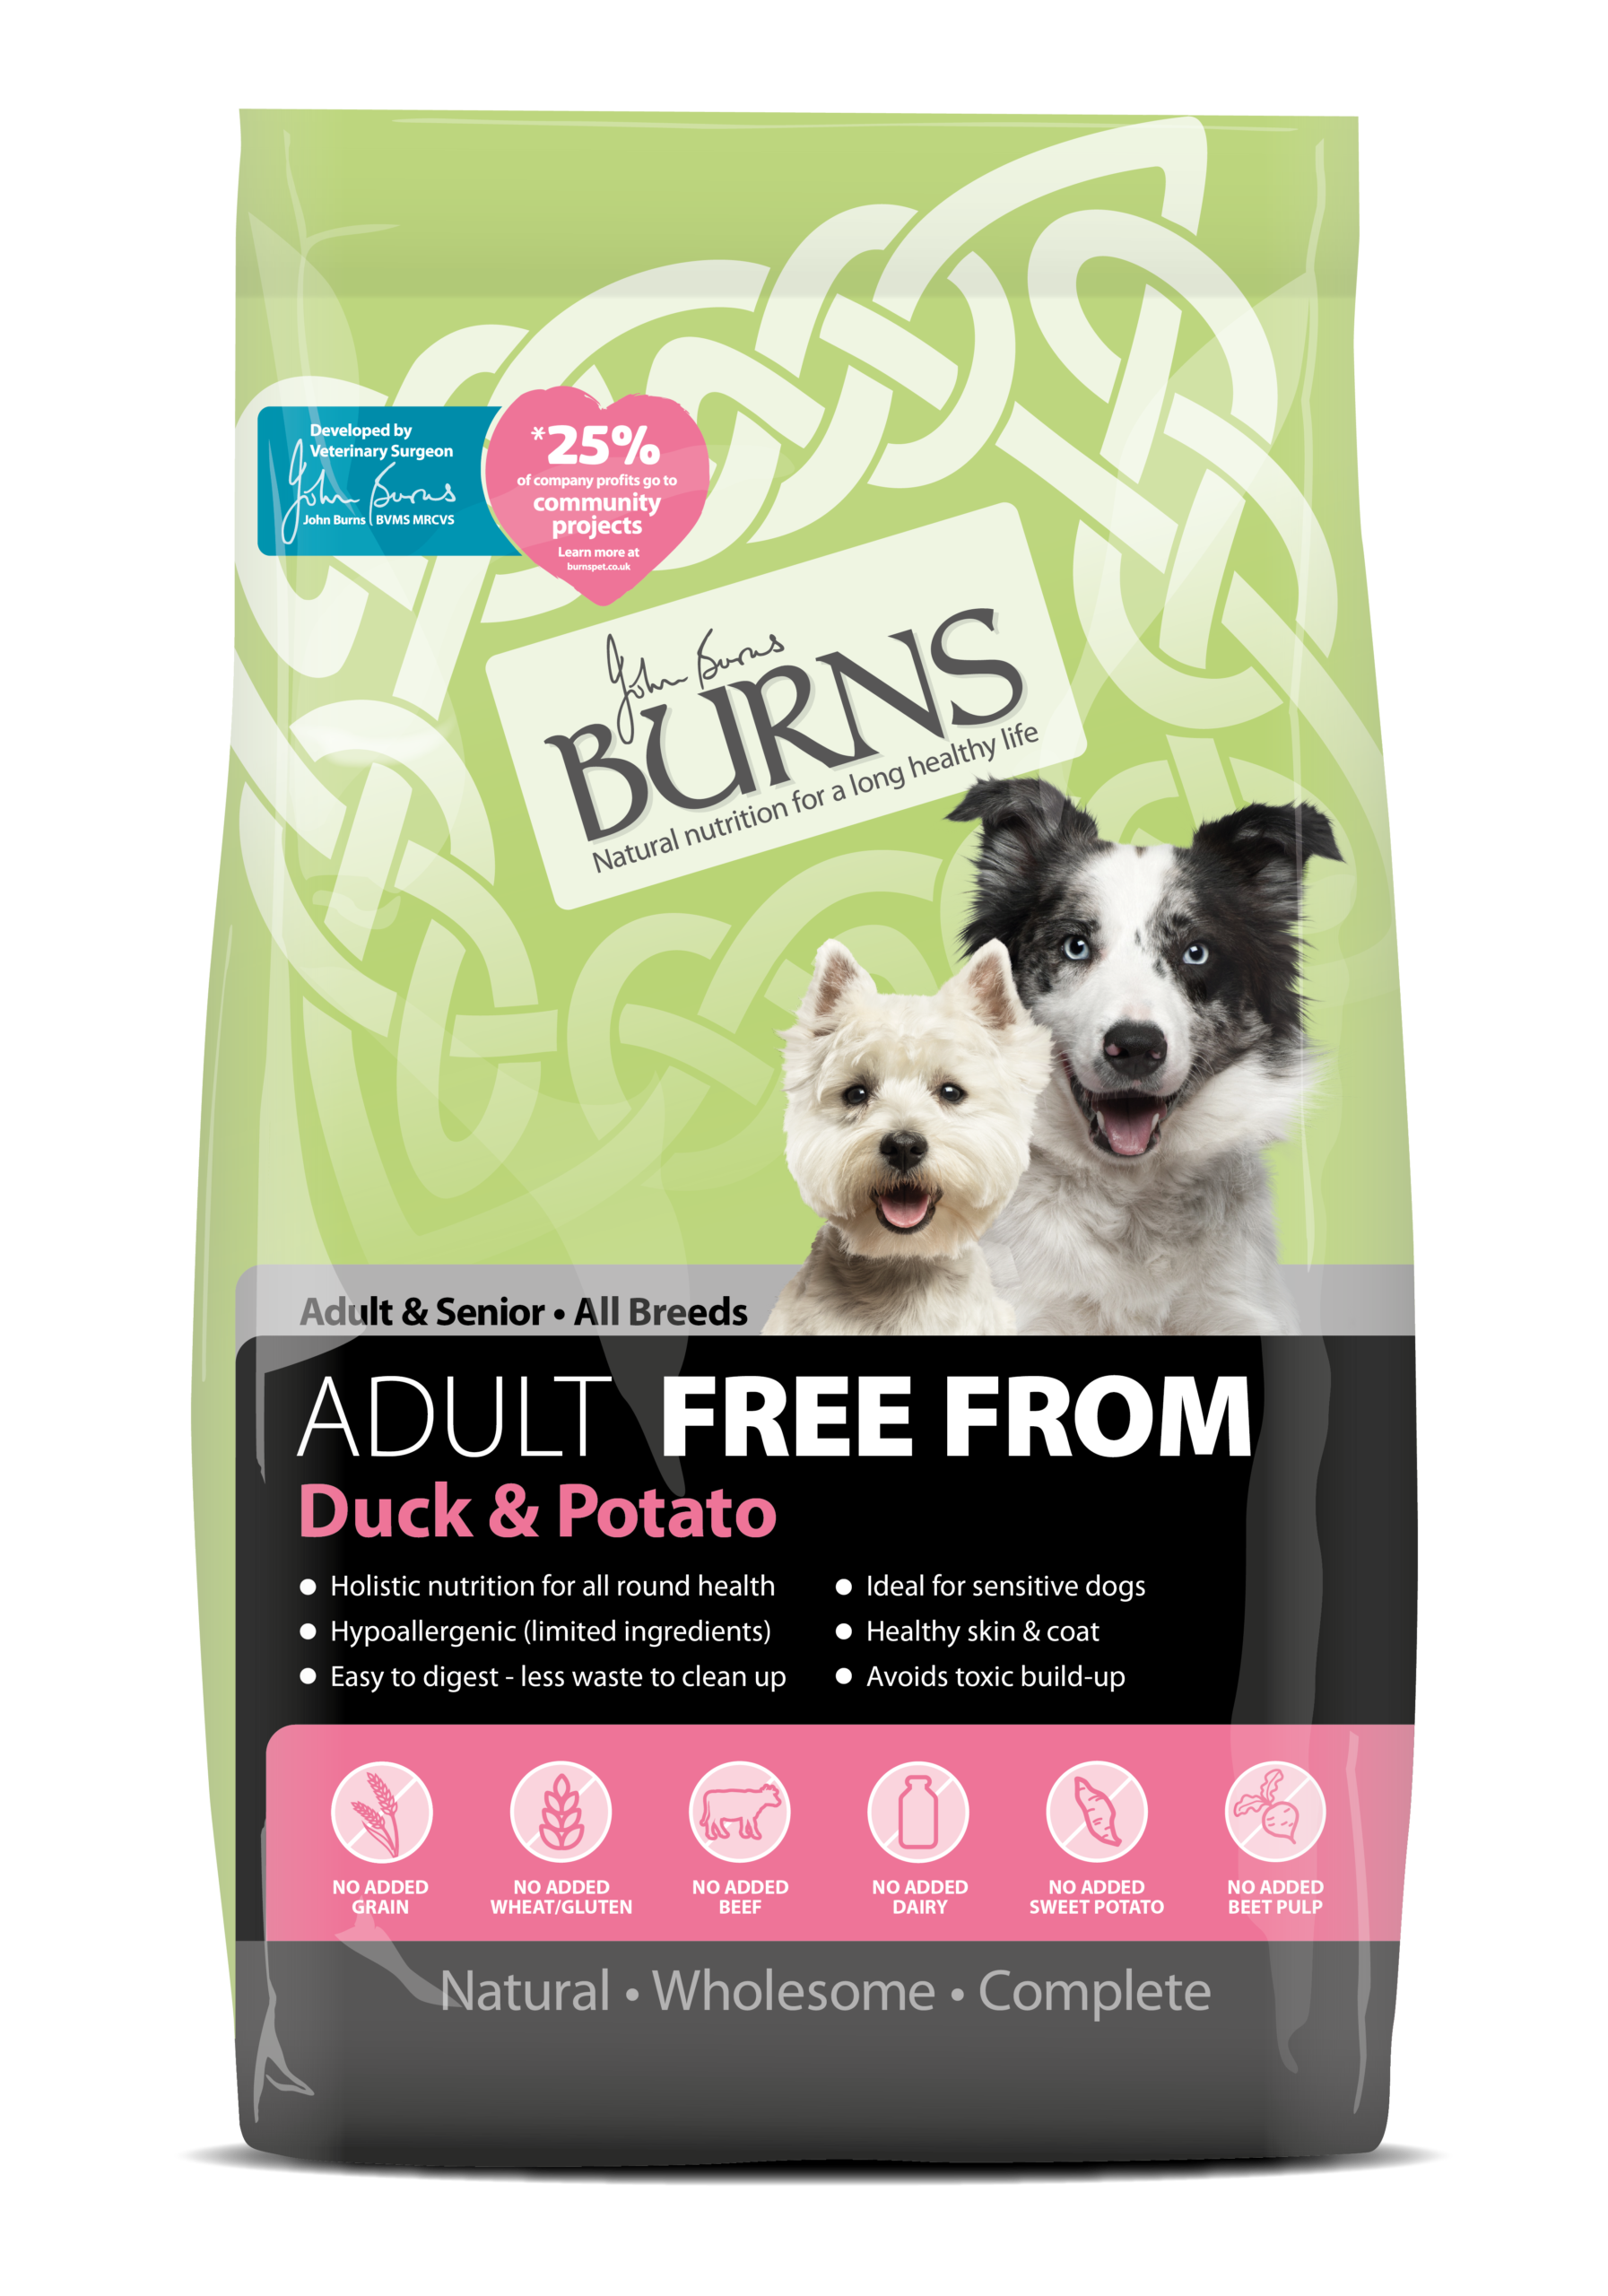 Developed by
Veterinary Surgeon
John Burns
John Burns | BVMS MRCVS
*25%
of company profits go to
community
projects
Learn more at
burnspet.co.uk
John Burns
BURNS
Natural nutrition for a long healthy life
Adult & Senior • All Breeds
ADULT FREE FROM
Duck & Potato
• Holistic nutrition for all round health
• Hypoallergenic (limited ingredients)
• Easy to digest - less waste to clean up
• Ideal for sensitive dogs
• Healthy skin & coat
• Avoids toxic build-up
NO ADDED
GRAIN
NO ADDED
WHEAT/GLUTEN
NO ADDED
BEEF
NO ADDED
DAIRY
NO ADDED
SWEET POTATO
NO ADDED
BEET PULP
Natural • Wholesome • Complete